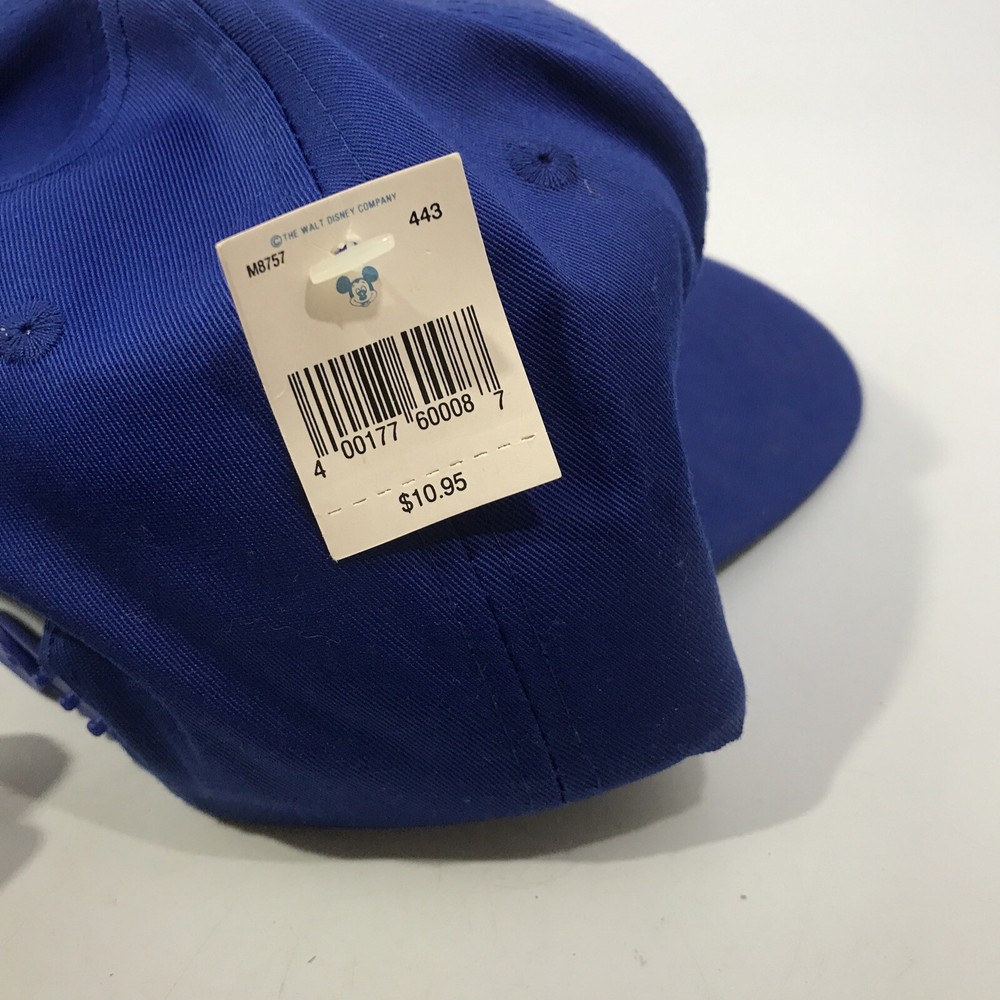 ©THE WALT DISNEY COMPANY
M8757 443
4 00177 60008 7
$10.95